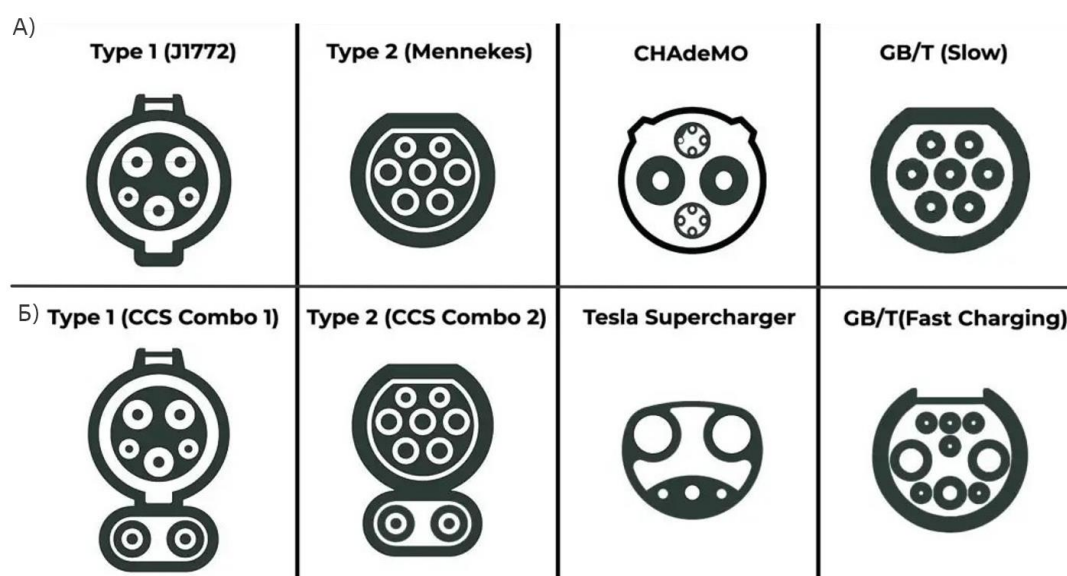 А)
Type 1 (J1772)
Type 2 (Mennekes)
CHAdeMO
GB/T (Slow)
Б)
Type 1 (CCS Combo 1)
Type 2 (CCS Combo 2)
Tesla Supercharger
GB/T(Fast Charging)